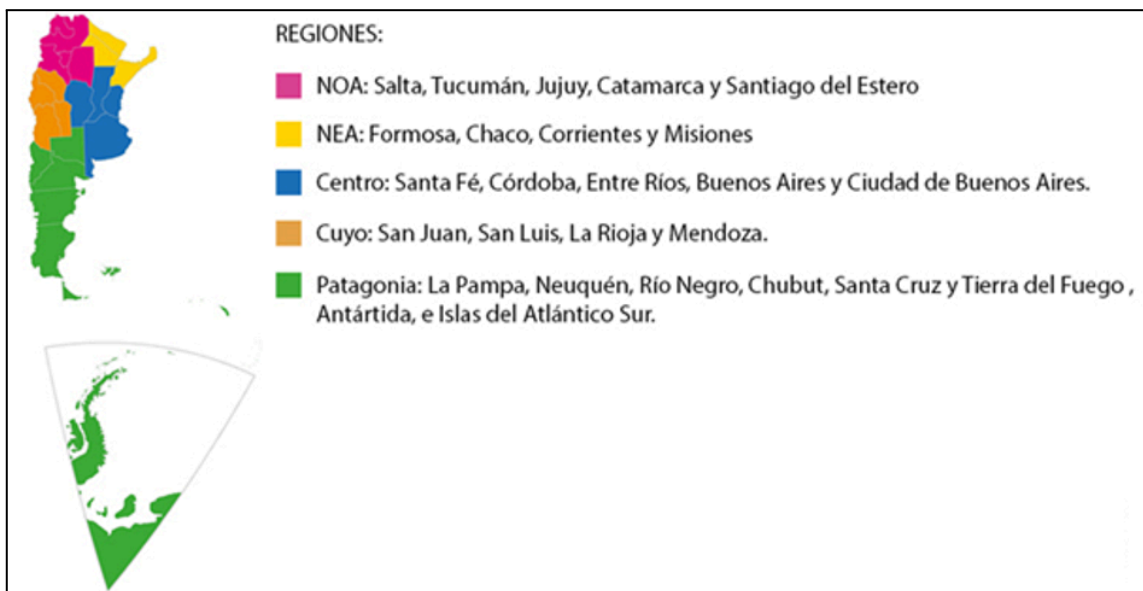 REGIONES:
NOA: Salta, Tucumán, Jujuy, Catamarca y Santiago del Estero
NEA: Formosa, Chaco, Corrientes y Misiones
Centro: Santa Fé, Córdoba, Entre Ríos, Buenos Aires y Ciudad de Buenos Aires.
Cuyo: San Juan, San Luis, La Rioja y Mendoza.
Patagonia: La Pampa, Neuquén, Río Negro, Chubut, Santa Cruz y Tierra del Fuego ,
Antártida, e Islas del Atlántico Sur.